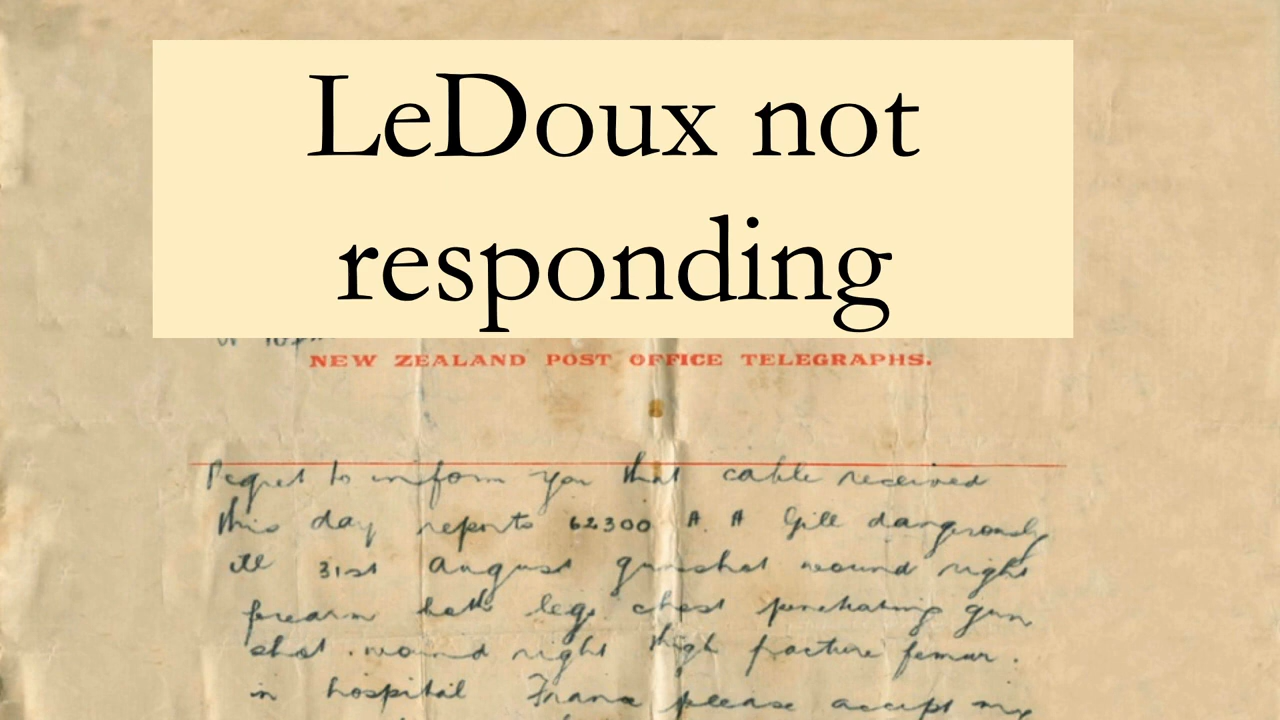 LeDoux not
responding
NEW ZEALAND POST OFFICE TELEGRAPHS.
Regret to inform you that cable received
this day reports 62300 A. A Gill dangerously
ill 31st August gunshot wound right
forearm both legs chest penetrating gun
shot wound right thigh fracture femur.
in hospital France please accept my